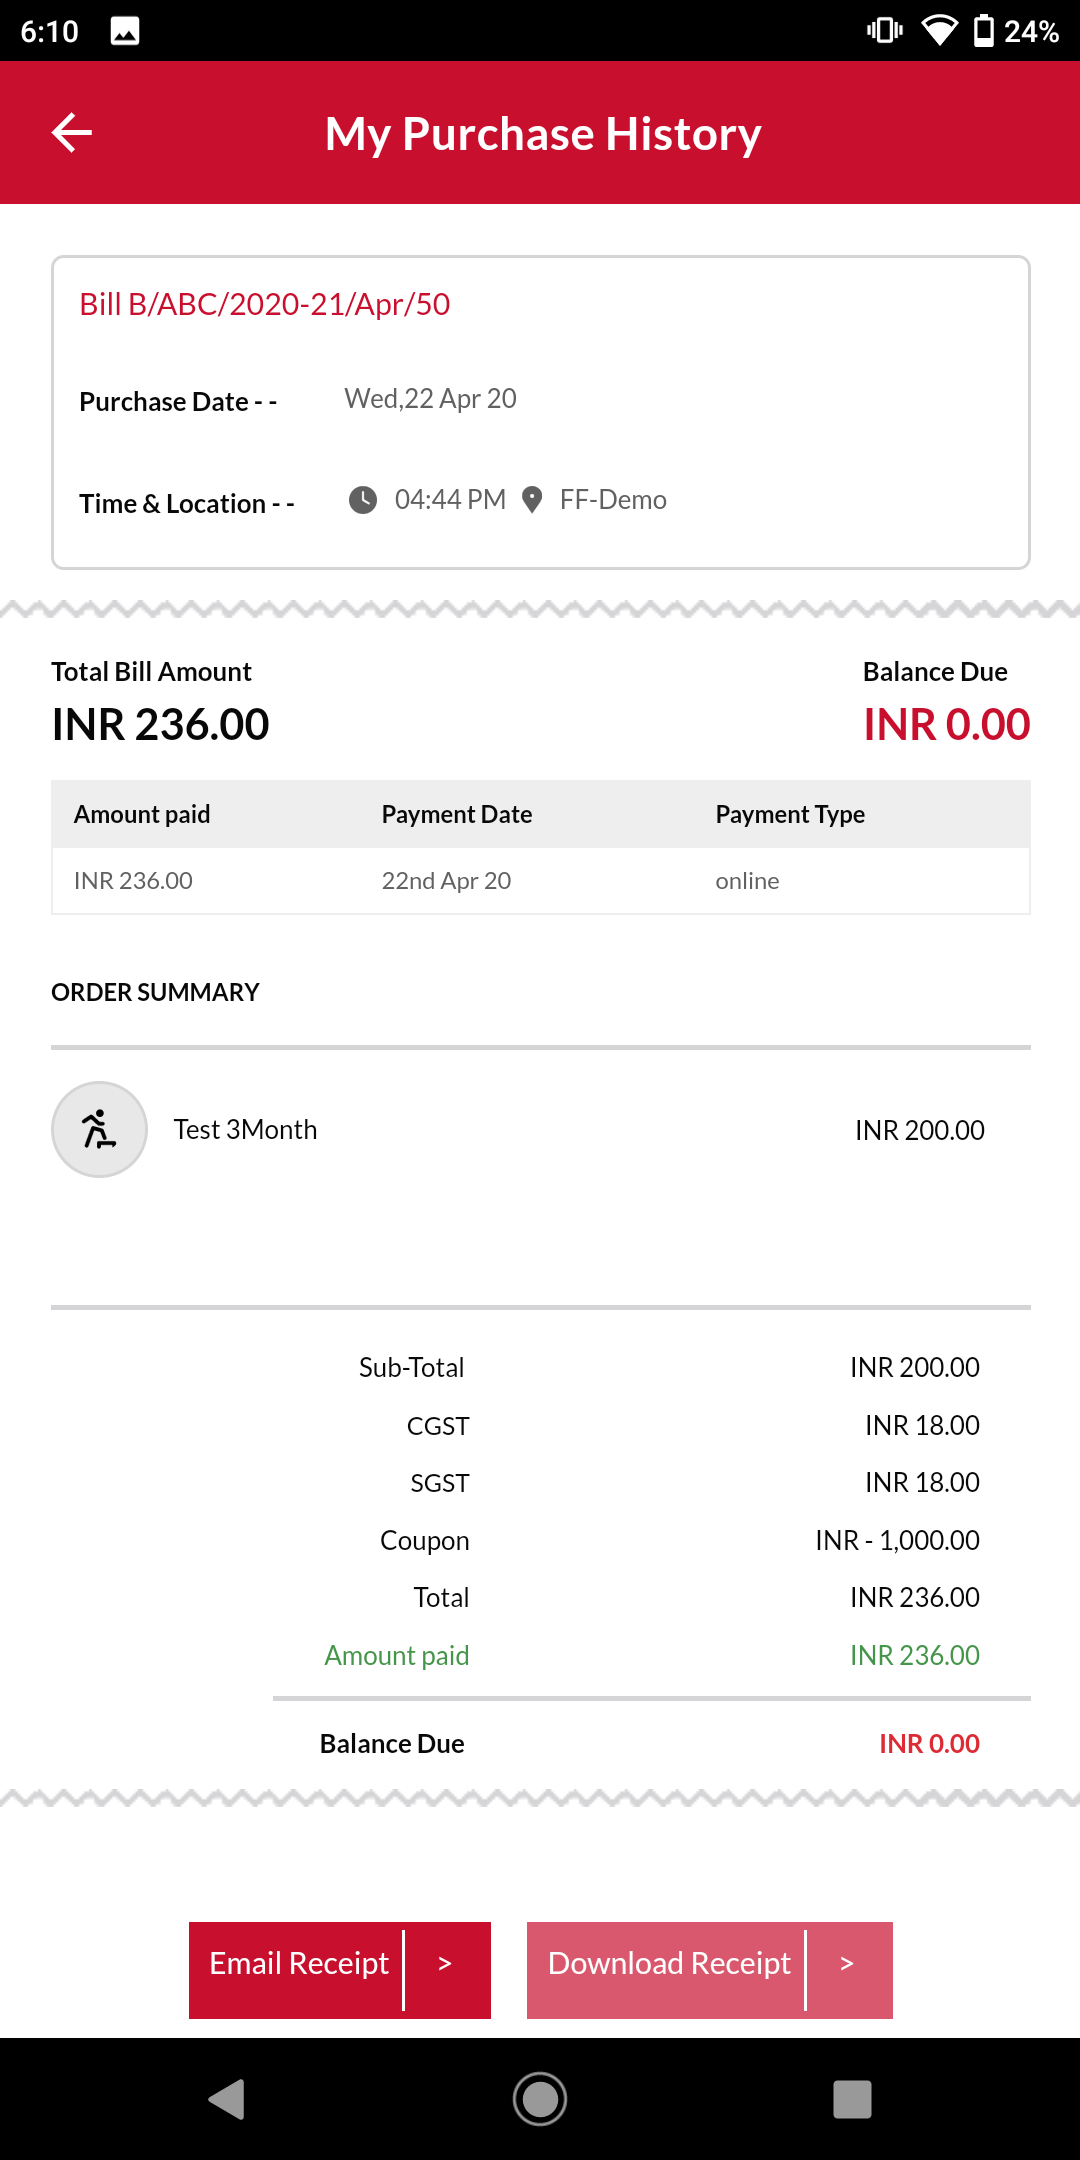 6:10 24%
My Purchase History
Bill B/ABC/2020-21/Apr/50
Purchase Date - - Wed,22 Apr 20
Time & Location - - 04:44 PM FF-Demo
Total Bill Amount Balance Due
INR 236.00 INR 0.00
Amount paid Payment Date Payment Type
INR 236.00 22nd Apr 20 online
ORDER SUMMARY
Test 3Month INR 200.00
Sub-Total INR 200.00
CGST INR 18.00
SGST INR 18.00
Coupon INR - 1,000.00
Total INR 236.00
Amount paid INR 236.00
Balance Due INR 0.00
Email Receipt > Download Receipt >